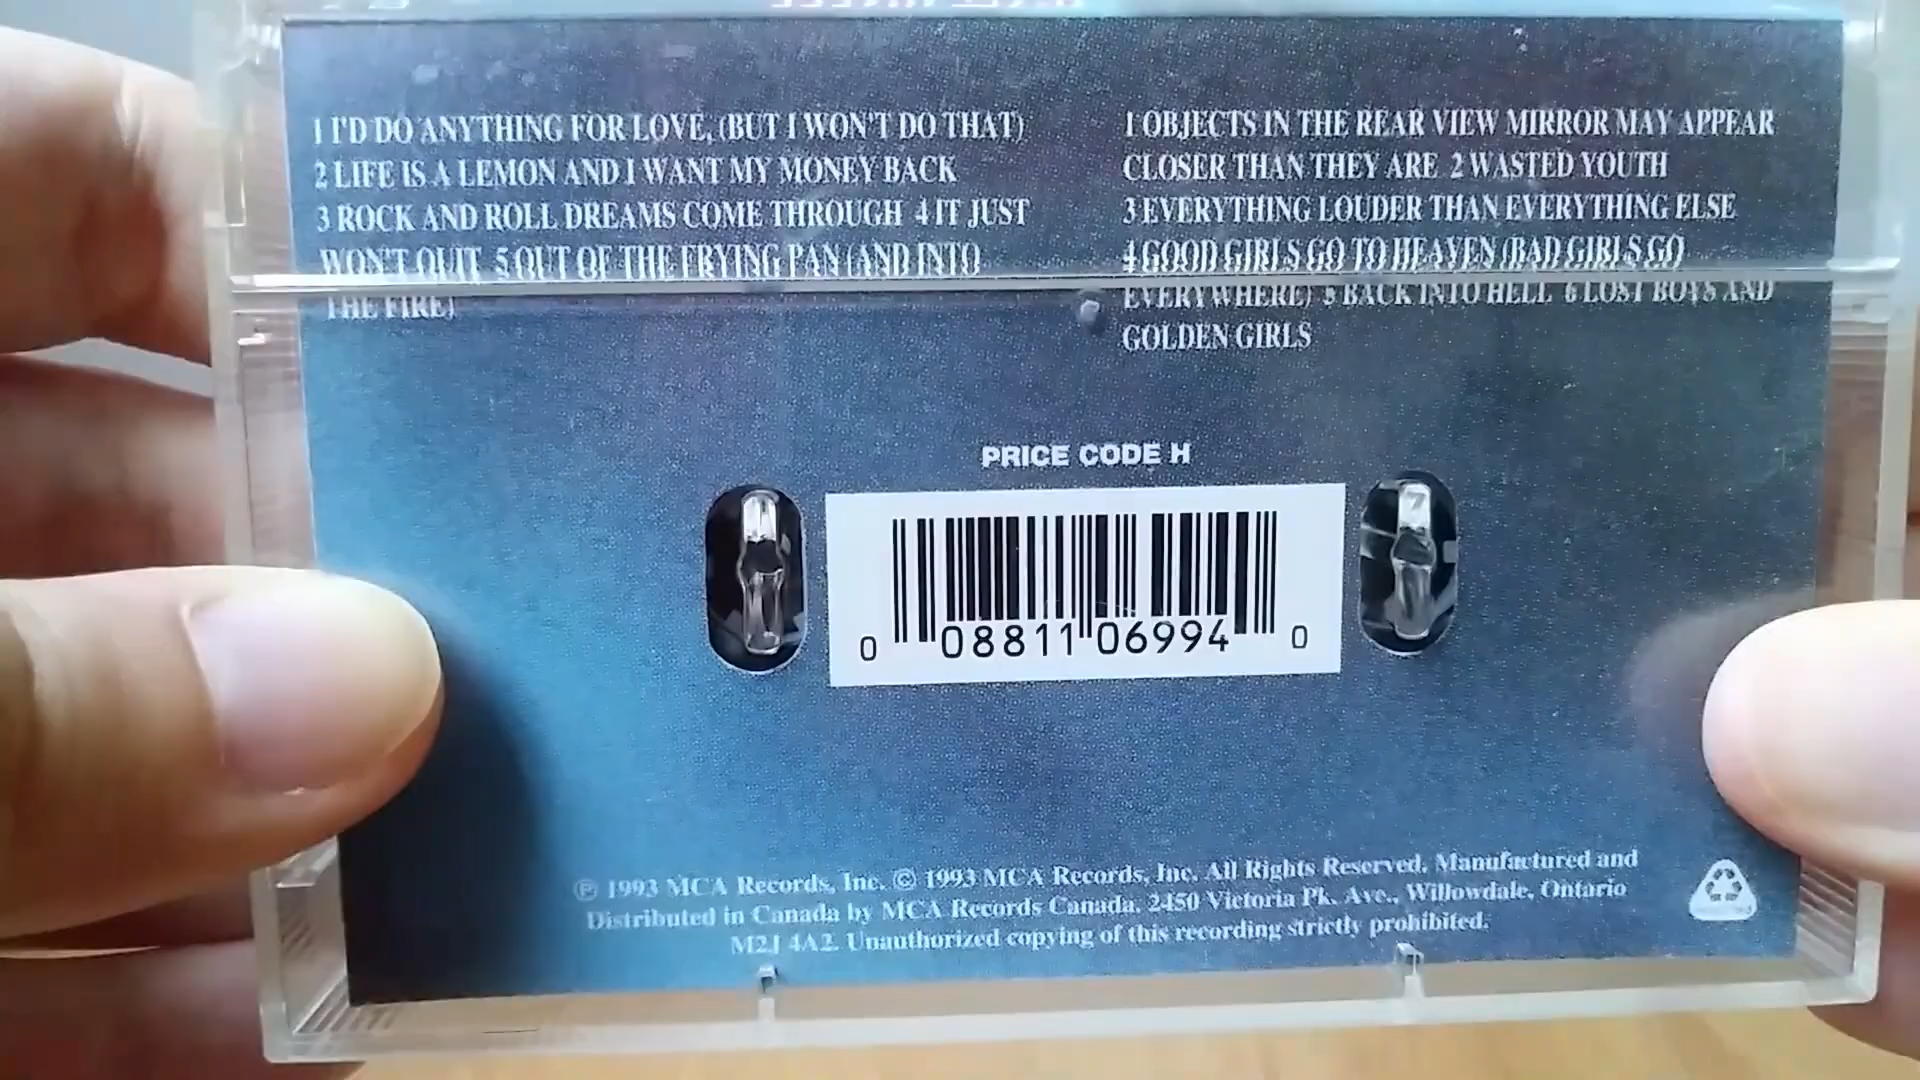 1 I'D DO ANYTHING FOR LOVE, (BUT I WON'T DO THAT)
2 LIFE IS A LEMON AND I WANT MY MONEY BACK
3 ROCK AND ROLL DREAMS COME THROUGH 4 IT JUST
WON'T QUIT 5 OUT OF THE FRYING PAN (AND INTO
THE FIRE)
1 OBJECTS IN THE REAR VIEW MIRROR MAY APPEAR
CLOSER THAN THEY ARE 2 WASTED YOUTH
3 EVERYTHING LOUDER THAN EVERYTHING ELSE
4 GOOD GIRLS GO TO HEAVEN (BAD GIRLS GO
EVERYWHERE) 5 BACK INTO HELL 6 LOST BOYS AND
GOLDEN GIRLS
PRICE CODE H
0 08811 06994 0
℗ 1993 MCA Records, Inc. © 1993 MCA Records, Inc. All Rights Reserved. Manufactured and
Distributed in Canada by MCA Records Canada, 2450 Victoria Pk. Ave., Willowdale, Ontario
M2J 4A2. Unauthorized copying of this recording strictly prohibited.